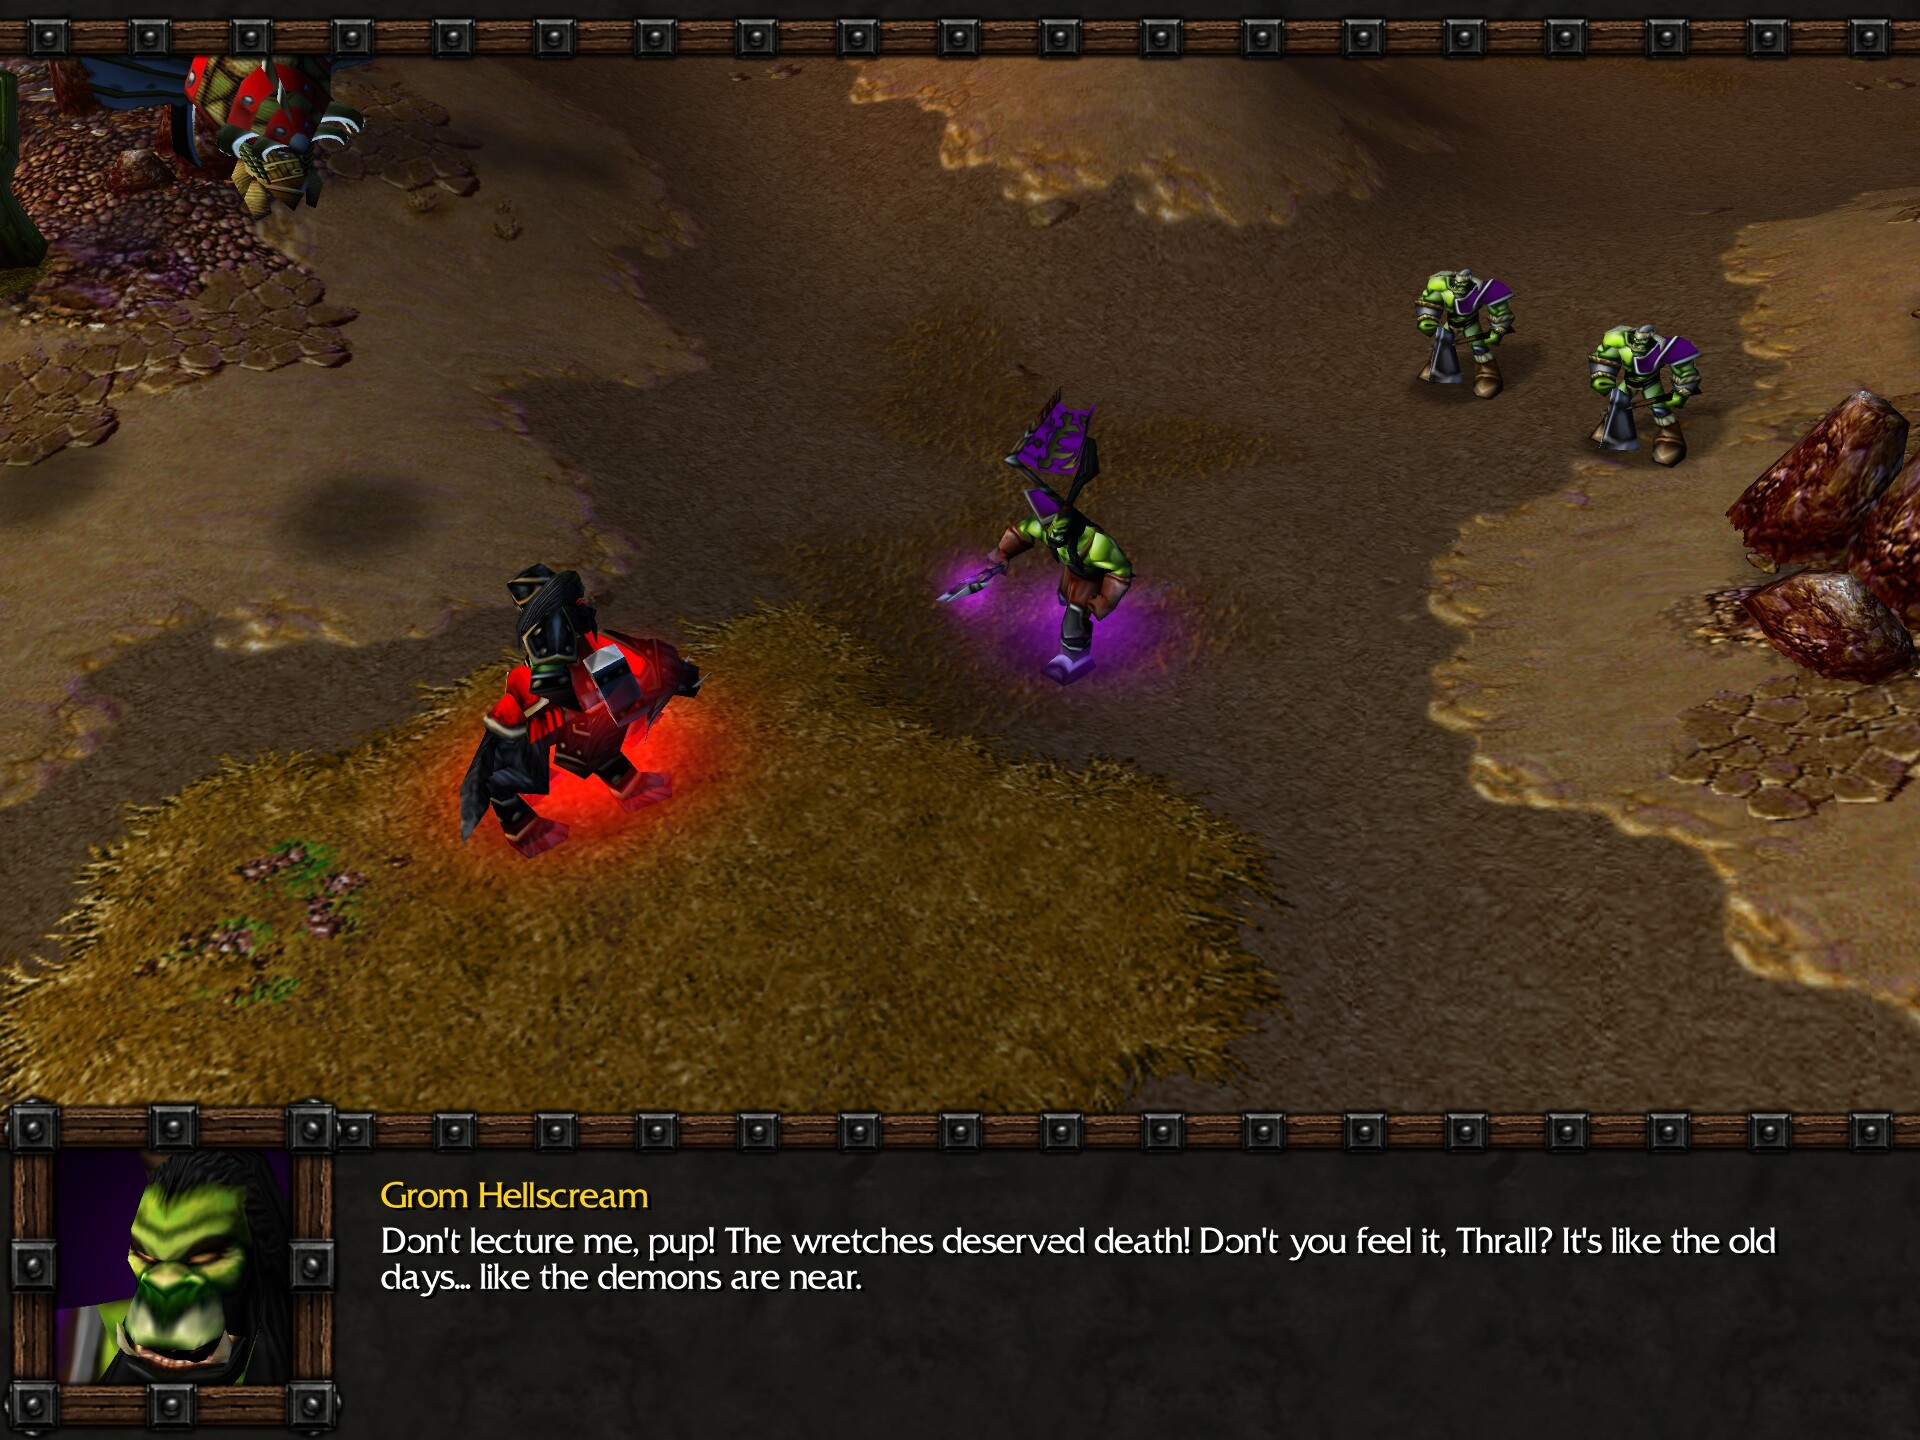 Grom Hellscream
Don't lecture me, pup! The wretches deserved death! Don't you feel it, Thrall? It's like the old
days... like the demons are near.